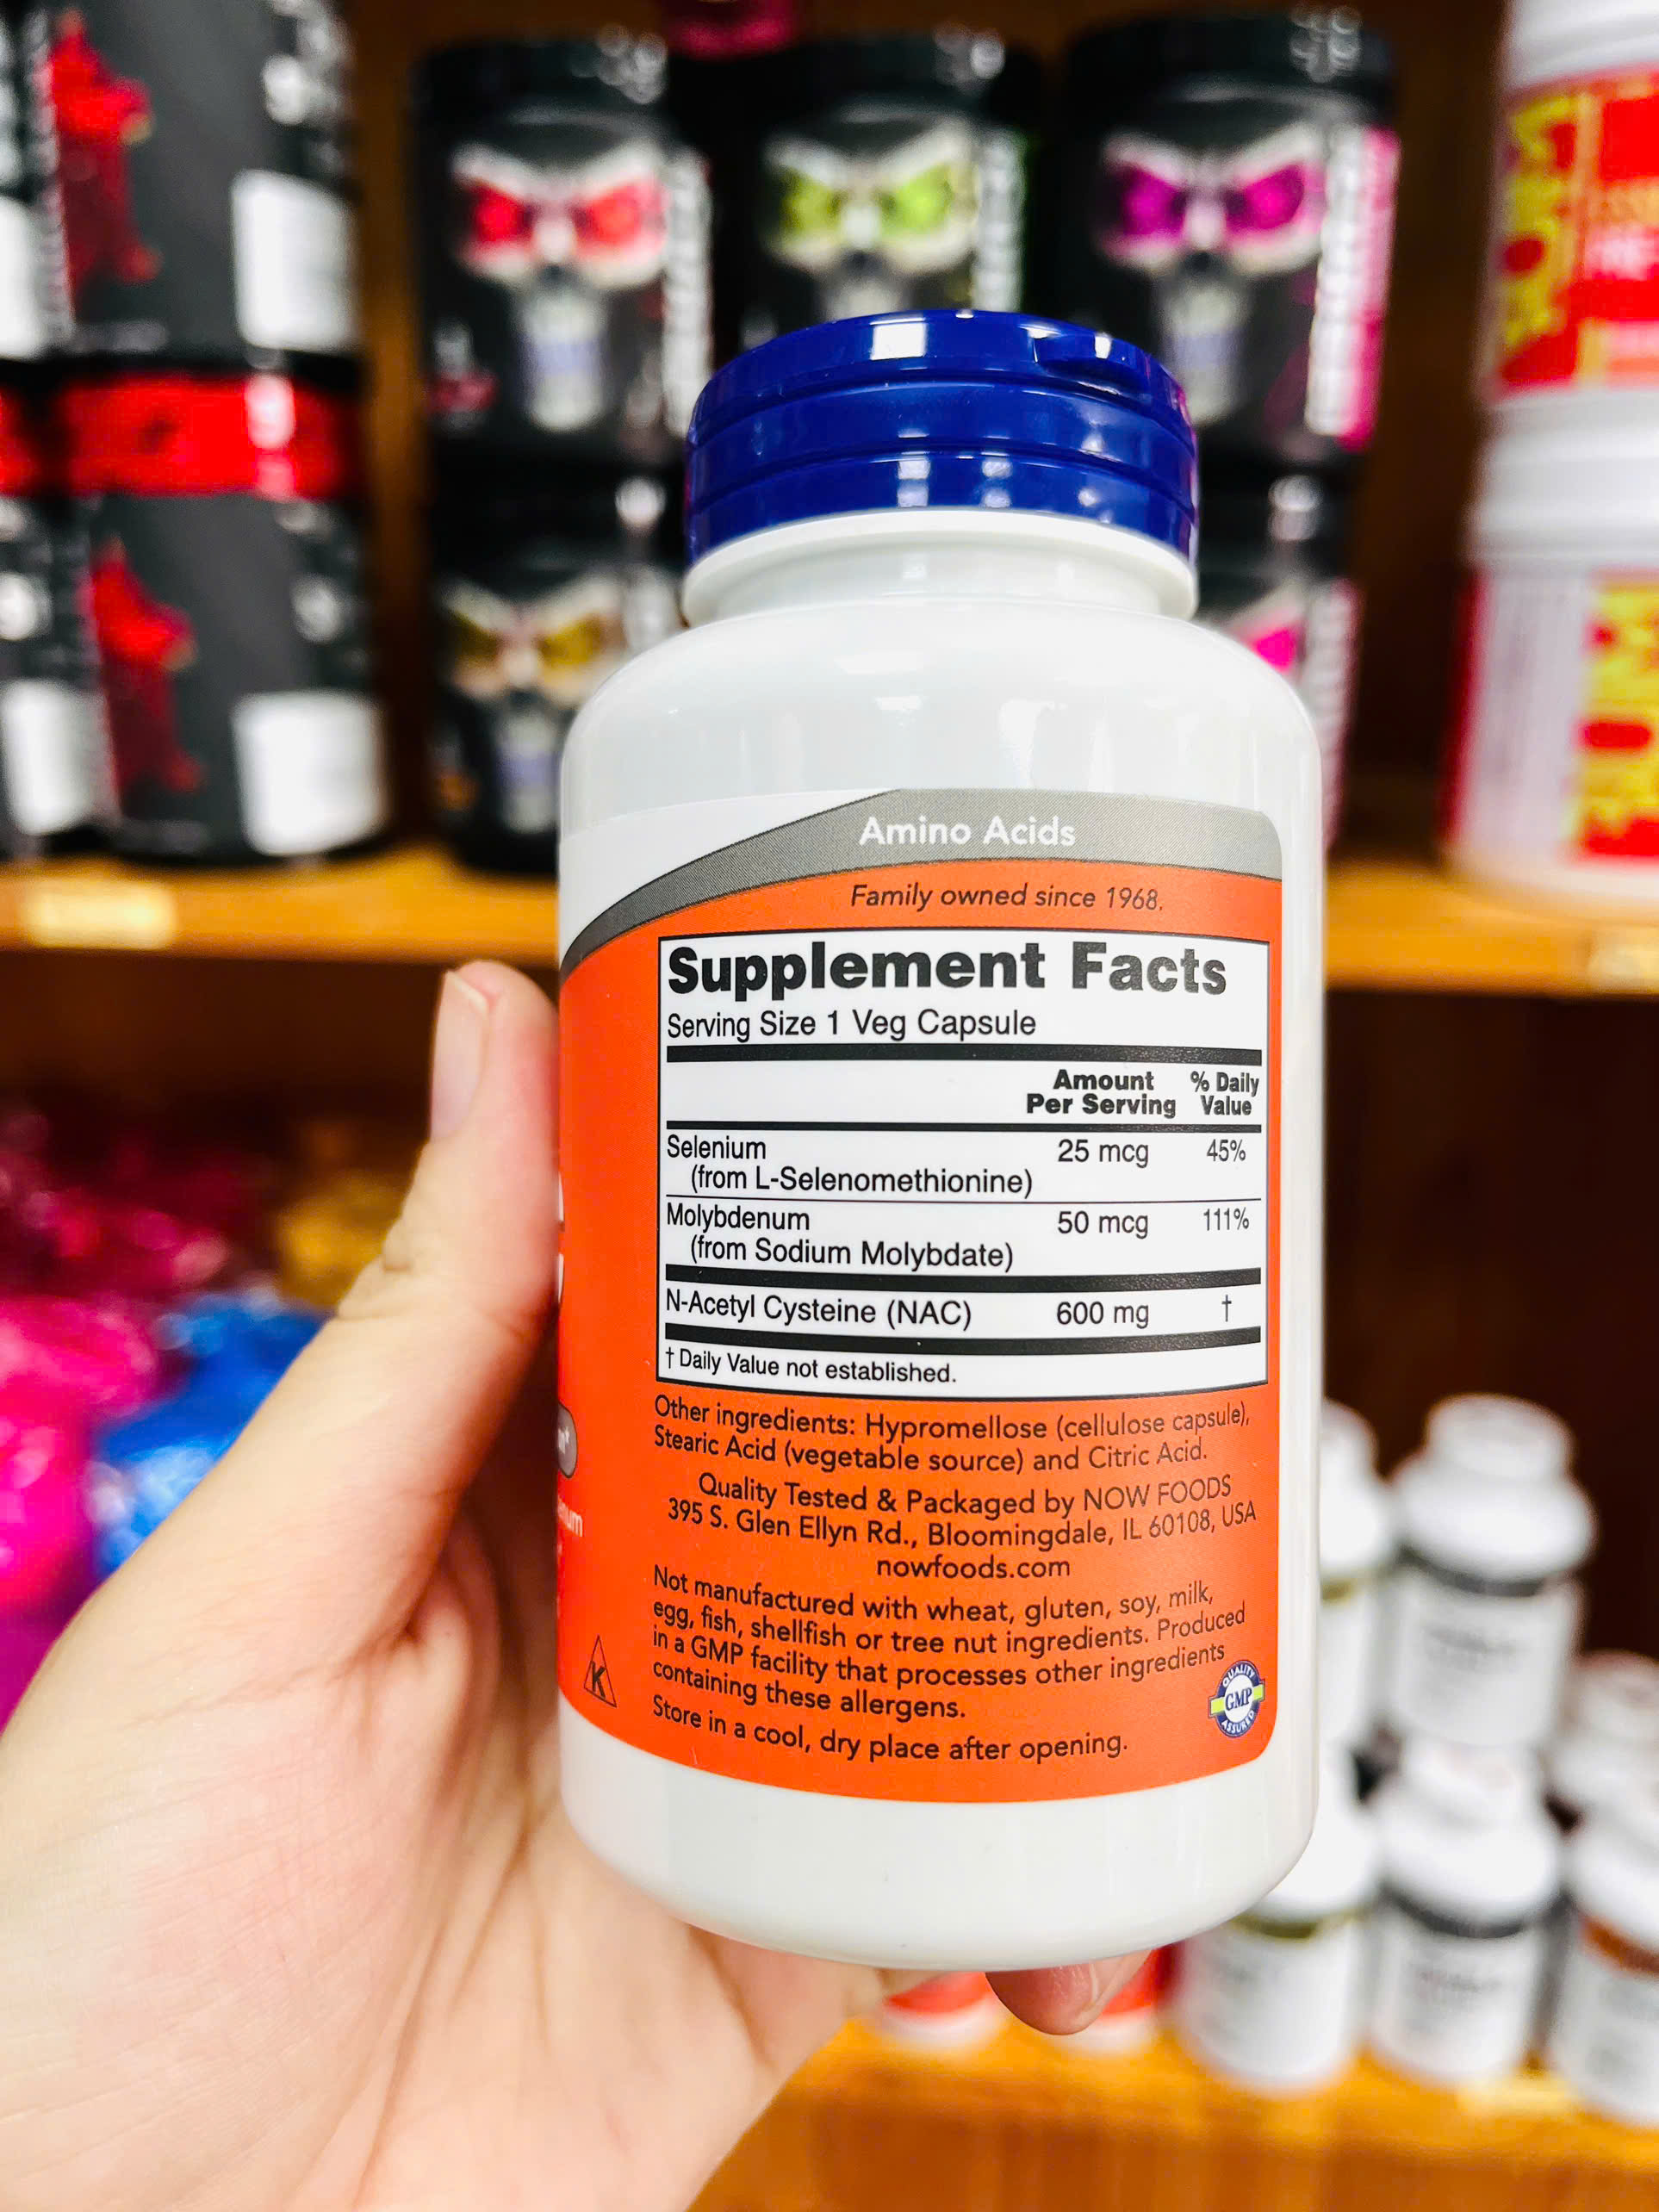 Amino Acids
Family owned since 1968.
Supplement Facts
Serving Size 1 Veg Capsule
Amount
Per Serving
% Daily
Value
Selenium 25 mcg 45%
(from L-Selenomethionine)
Molybdenum 50 mcg 111%
(from Sodium Molybdate)
N-Acetyl Cysteine (NAC) 600 mg †
† Daily Value not established.
Other ingredients: Hypromellose (cellulose capsule),
Stearic Acid (vegetable source) and Citric Acid.
Quality Tested & Packaged by NOW FOODS
395 S. Glen Ellyn Rd., Bloomingdale, IL 60108, USA
nowfoods.com
Not manufactured with wheat, gluten, soy, milk,
egg, fish, shellfish or tree nut ingredients. Produced
in a GMP facility that processes other ingredients
containing these allergens.
Store in a cool, dry place after opening.
K
QUALITY
GMP
ASSURED